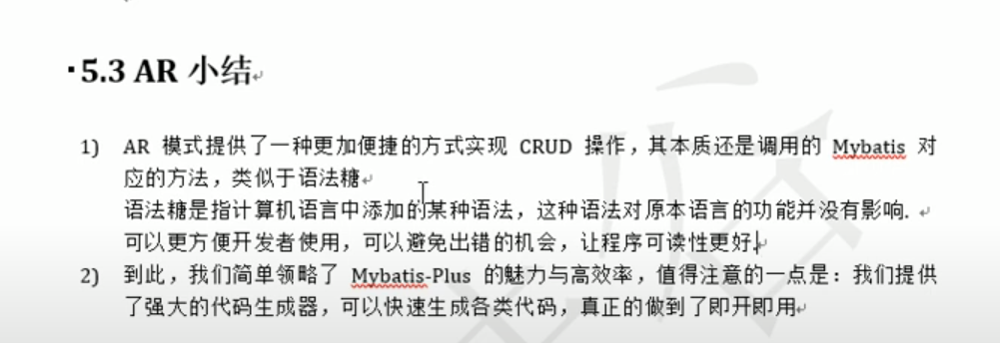 ▪5.3 AR 小结
1) AR 模式提供了一种更加便捷的方式实现 CRUD 操作，其本质还是调用的 Mybatis 对
应的方法，类似于语法糖
语法糖是指计算机语言中添加的某种语法，这种语法对原本语言的功能并没有影响.
可以更方便开发者使用，可以避免出错的机会，让程序可读性更好.
2) 到此，我们简单领略了 Mybatis-Plus 的魅力与高效率，值得注意的一点是：我们提供
了强大的代码生成器，可以快速生成各类代码，真正的做到了即开即用